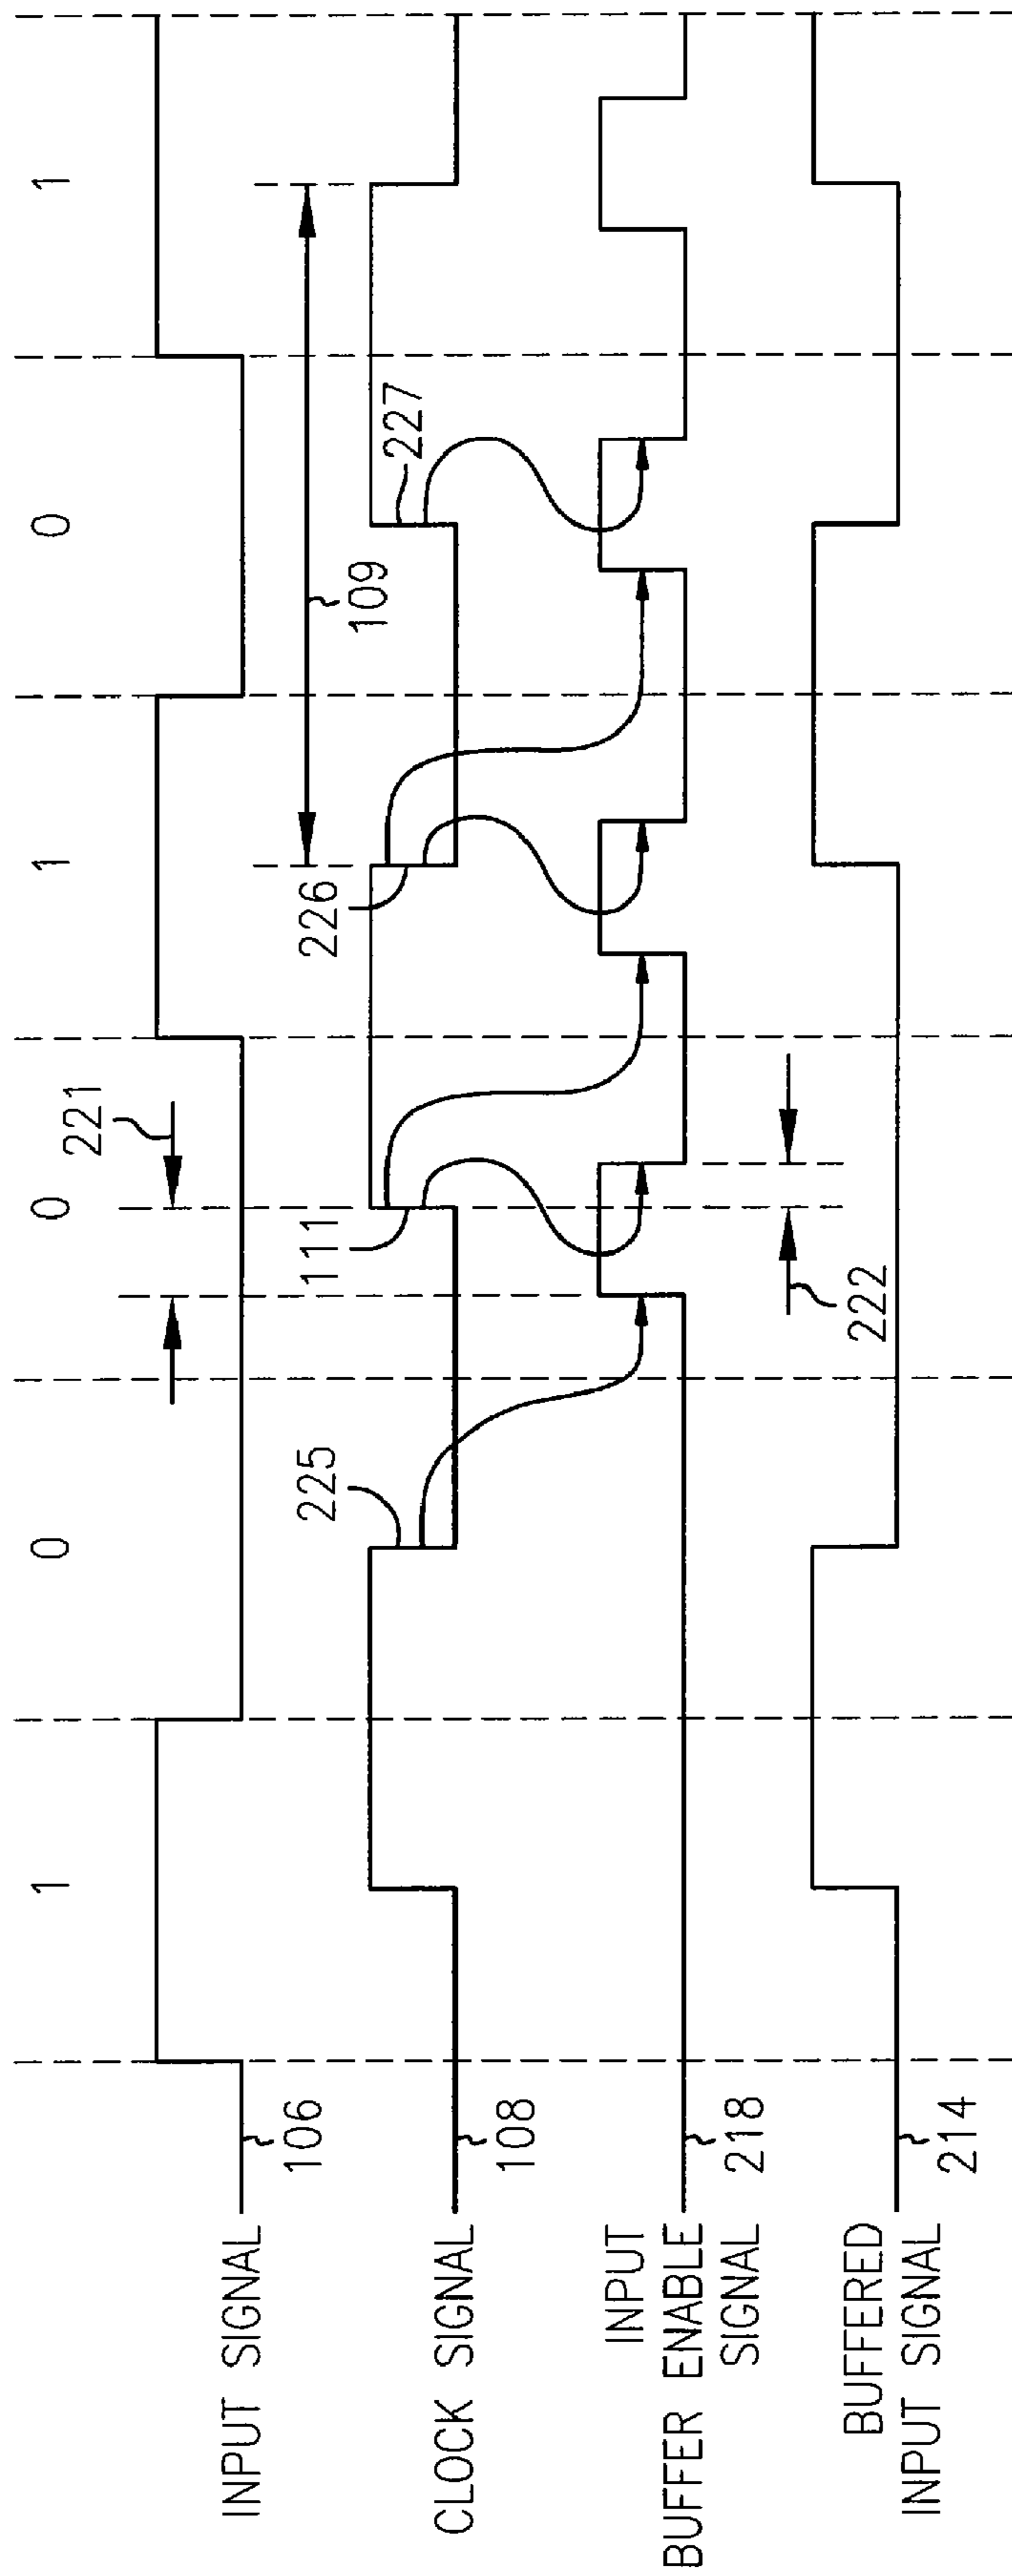 1 0 0 1 0 1
221
INPUT SIGNAL
106
109
225
111
226
227
CLOCK SIGNAL
108
INPUT
BUFFER ENABLE
SIGNAL
218
222
BUFFERED
INPUT SIGNAL
214